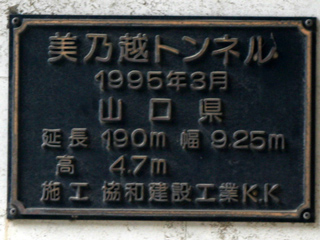 美乃越トンネル
1995年3月
山口県
延長 190m 幅 9.25m
高 4.7m
施工 協和建設工業K.K